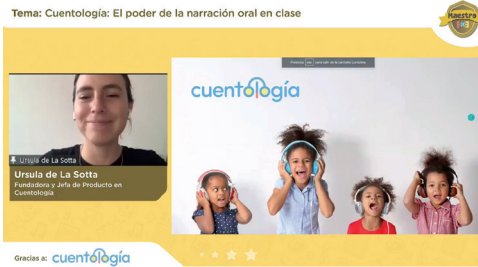 Tema: Cuentología: El poder de la narración oral en clase
Maestro
cuentología
Ursula de La Sotta
Ursula de La Sotta
Fundadora y Jefa de Producto en
Cuentología
Gracias a: cuentología